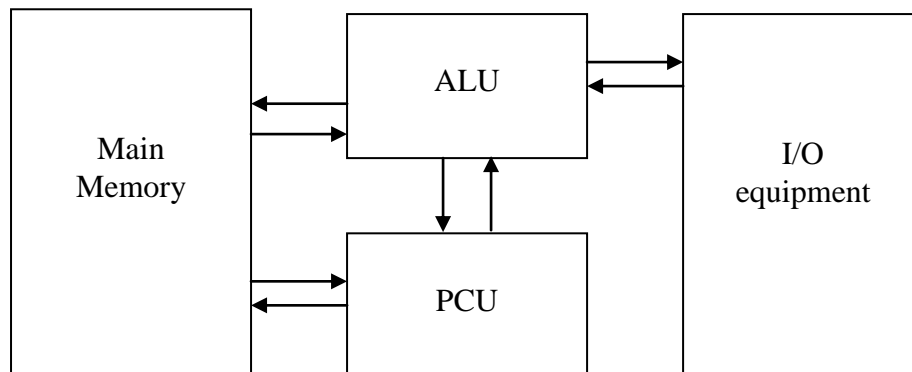 Main
Memory
ALU
PCU
I/O
equipment